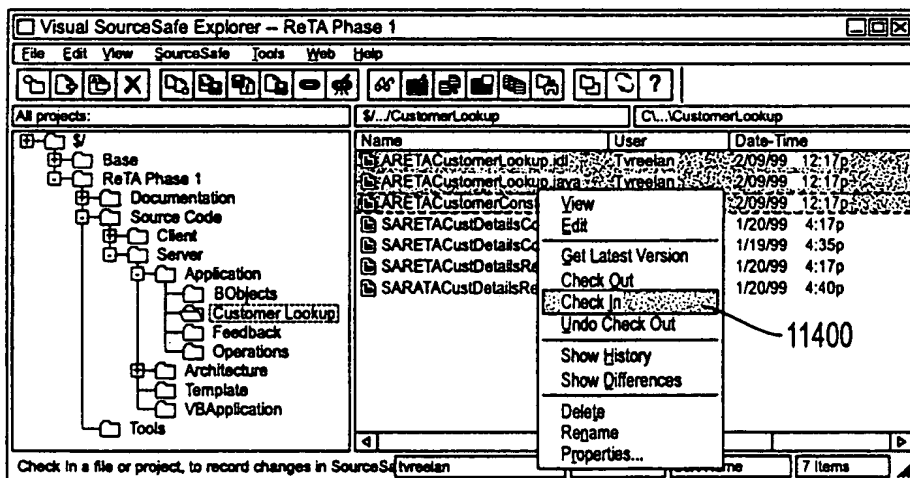 Visual SourceSafe Explorer – ReTA Phase 1
File Edit View SourceSafe Tools Web Help
All projects:
$/.../CustomerLookup
C\...\CustomerLookup
$/
Base
ReTA Phase 1
Documentation
Source Code
Client
Server
Application
BObjects
Customer Lookup
Feedback
Operations
Architecture
Template
VBApplication
Tools
Name User Date-Time
ARETACustomerLookup.idl Tvreelan 2/09/99 12:17p
ARETACustomerLookup.java Tvreelan 2/09/99 12:17p
ARETACustomerConst 2/09/99 12:17p
SARETACustDetailsCo 1/20/99 4:17p
SARETACustDetailsCo 1/19/99 4:35p
SARETACustDetailsRe 1/20/99 4:17p
SARATACustDetailsRe 1/20/99 4:40p
View
Edit
Get Latest Version
Check Out
Check In
Undo Check Out
Show History
Show Differences
Delete
Rename
Properties...
11400
Check In a file or project, to record changes in SourceSa tvreelan 7 Items